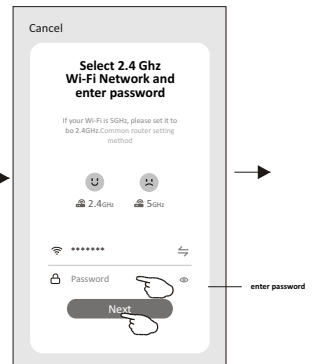 Cancel
Select 2.4 Ghz
Wi-Fi Network and
enter password
If your Wi-Fi is 5GHz, please set it to
bo 2.4GHz.Common router setting
method
2.4GHz 5GHz
*******
Password
enter password
Next